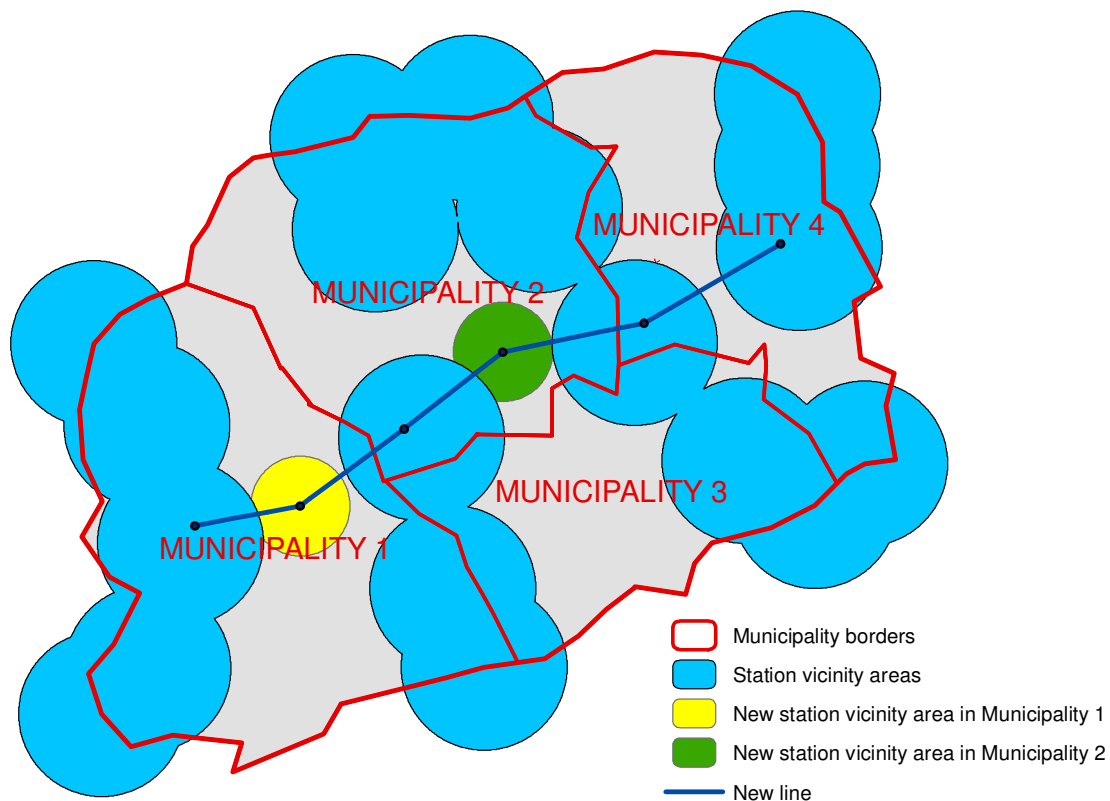 MUNICIPALITY 4
MUNICIPALITY 2
MUNICIPALITY 3
MUNICIPALITY 1
Municipality borders
Station vicinity areas
New station vicinity area in Municipality 1
New station vicinity area in Municipality 2
New line